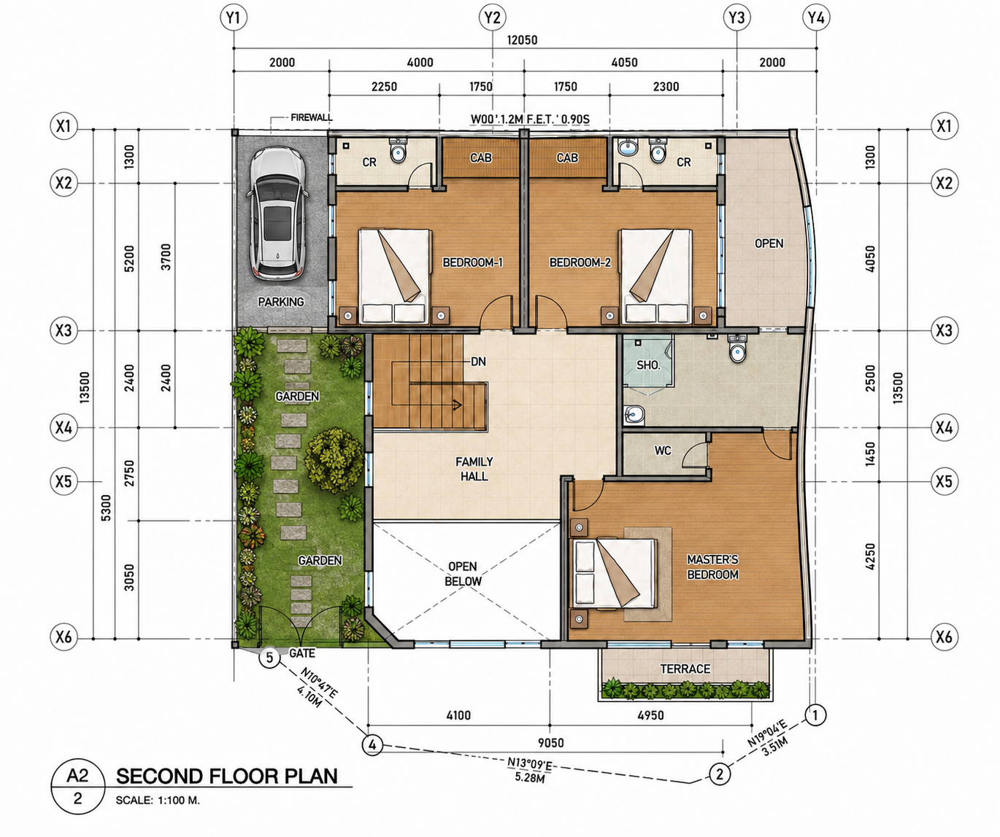 Y1
Y2
Y3
Y4
12050
2000
4000
4050
2000
2250
1750
1750
2300
FIREWALL
W00'.1.2M F.E.T.' 0.90S
X1
X1
1300
CR
CAB
CAB
CR
1300
X2
X2
5200
3700
BEDROOM-1
BEDROOM-2
OPEN
4050
PARKING
X3
X3
13500
2400
2400
GARDEN
DN
SHO.
2500
13500
X4
X4
5300
2750
FAMILY
HALL
WC
1450
X5
X5
3050
GARDEN
OPEN
BELOW
MASTER'S
BEDROOM
4250
X6
X6
5
GATE
TERRACE
N10°47'E
4.10M
4100
4950
1
4
9050
N19°04'E
3.51M
N13°09'E
5.28M
2
A2
2
SECOND FLOOR PLAN
SCALE: 1:100 M.